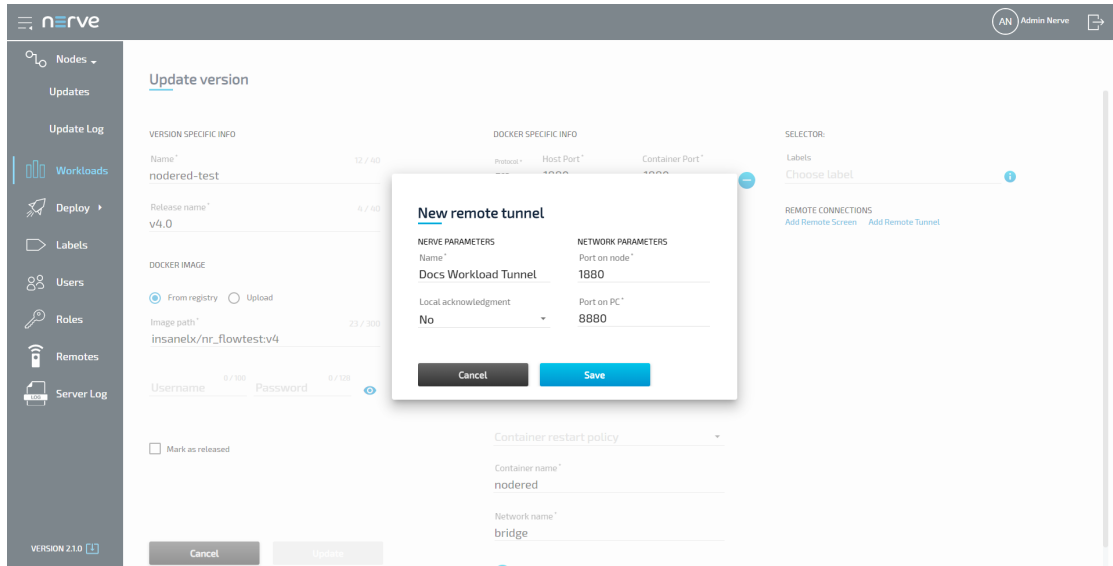 nerve
AN Admin Nerve
Nodes
Updates
Update Log
Workloads
Deploy
Labels
Users
Roles
Remotes
LOG Server Log
VERSION 2.1.0
Update version
VERSION SPECIFIC INFO
Name* 12 / 40
nodered-test
Release name* 4 / 40
v4.0
DOCKER IMAGE
From registry Upload
Image path* 23 / 300
insanelx/nr_flowtest:v4
Username Password
Mark as released
Cancel Update
DOCKER SPECIFIC INFO
Protocol* Host Port* Container Port*
New remote tunnel
NERVE PARAMETERS NETWORK PARAMETERS
Name* Port on node*
Docs Workload Tunnel 1880
Local acknowledgment Port on PC*
No 8880
Cancel Save
Container restart policy
Container name*
nodered
Network name*
bridge
SELECTOR:
Labels
Choose label
REMOTE CONNECTIONS
Add Remote Screen Add Remote Tunnel